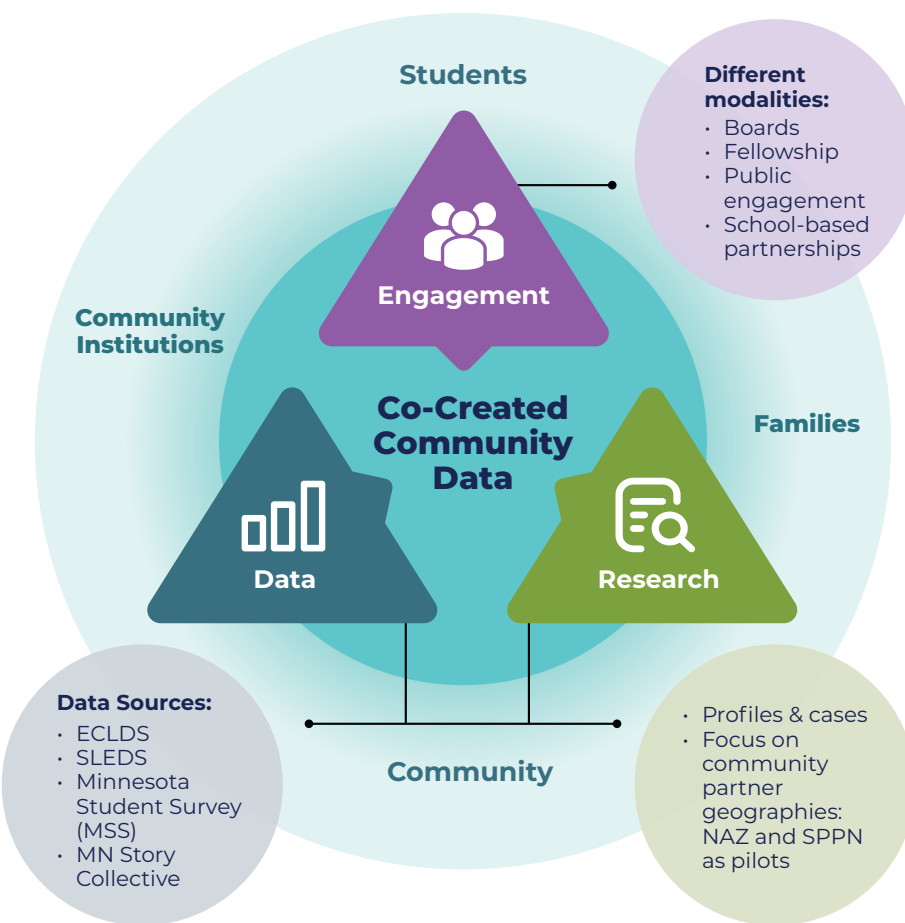 Students
Different
modalities:
• Boards
• Fellowship
• Public
engagement
• School-based
partnerships
Engagement
Community
Institutions
Co-Created
Community
Data
Families
Data
Research
Data Sources:
• ECLDS
• SLEDS
• Minnesota
Student Survey
(MSS)
• MN Story
Collective
Community
• Profiles & cases
• Focus on
community
partner
geographies:
NAZ and SPPN
as pilots